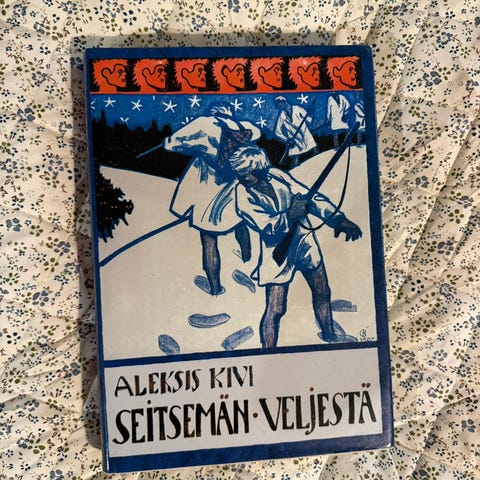 ALEKSIS KIVI
SEITSEMÄN · VELJESTÄ